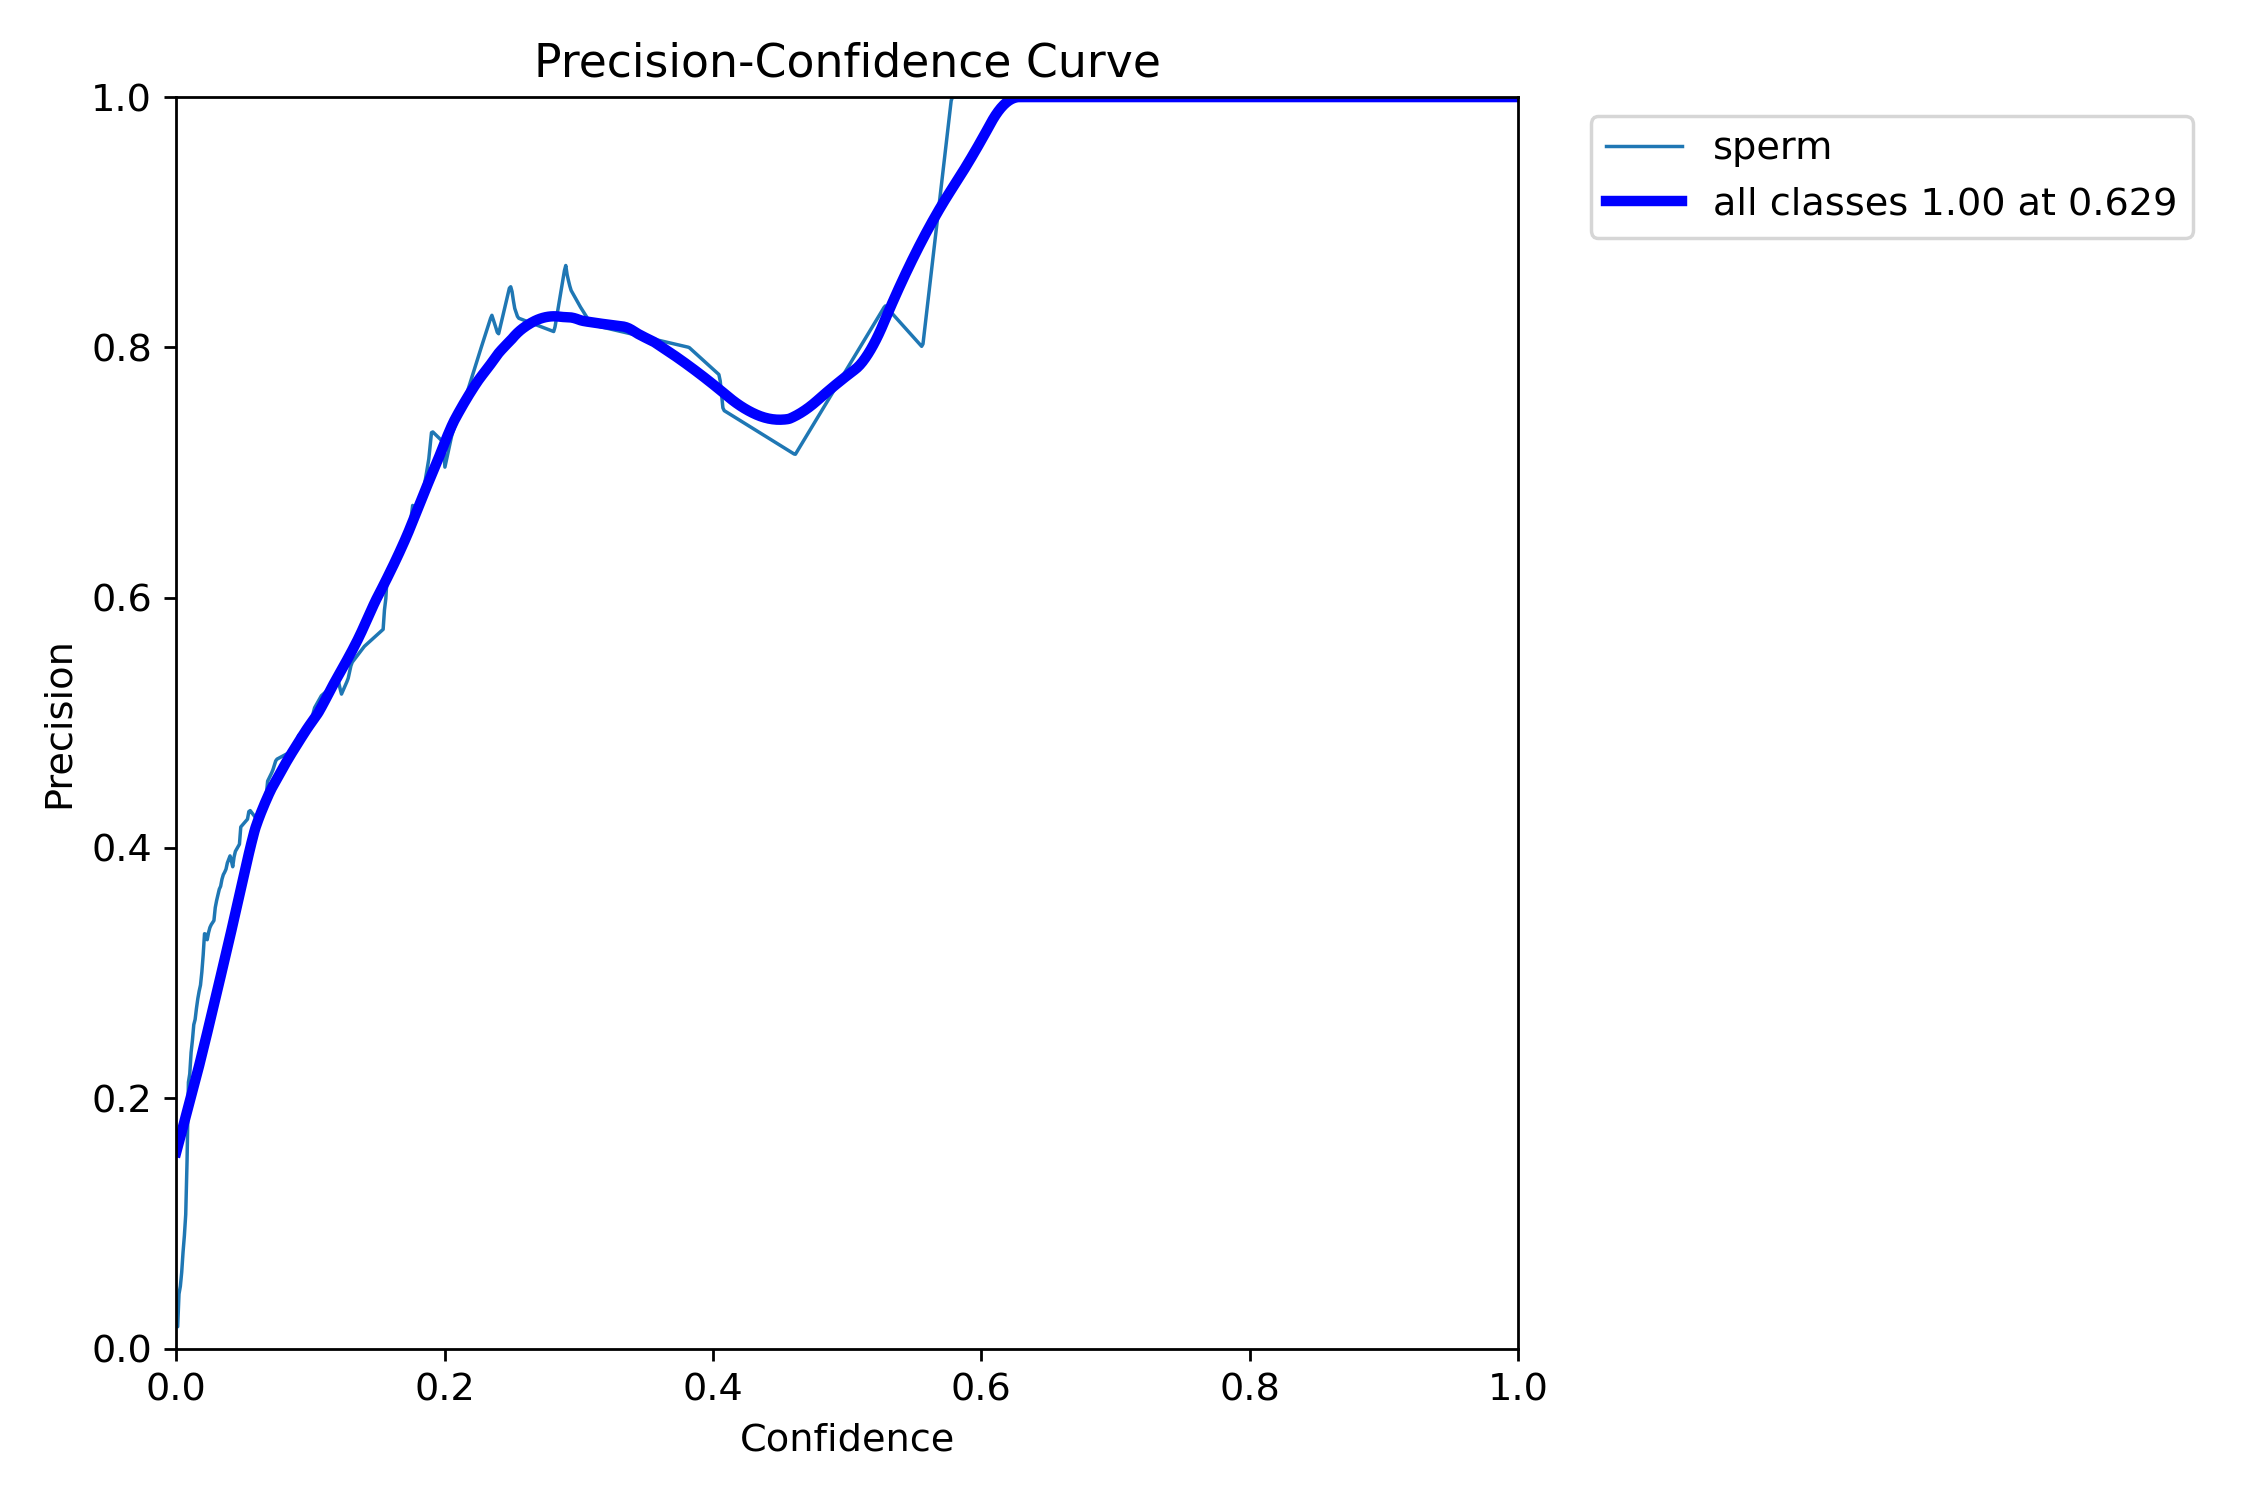 Precision-Confidence Curve
1.0
0.8
0.6
0.4
0.2
0.0
Precision
0.0 0.2 0.4 0.6 0.8 1.0
Confidence
sperm
all classes 1.00 at 0.629